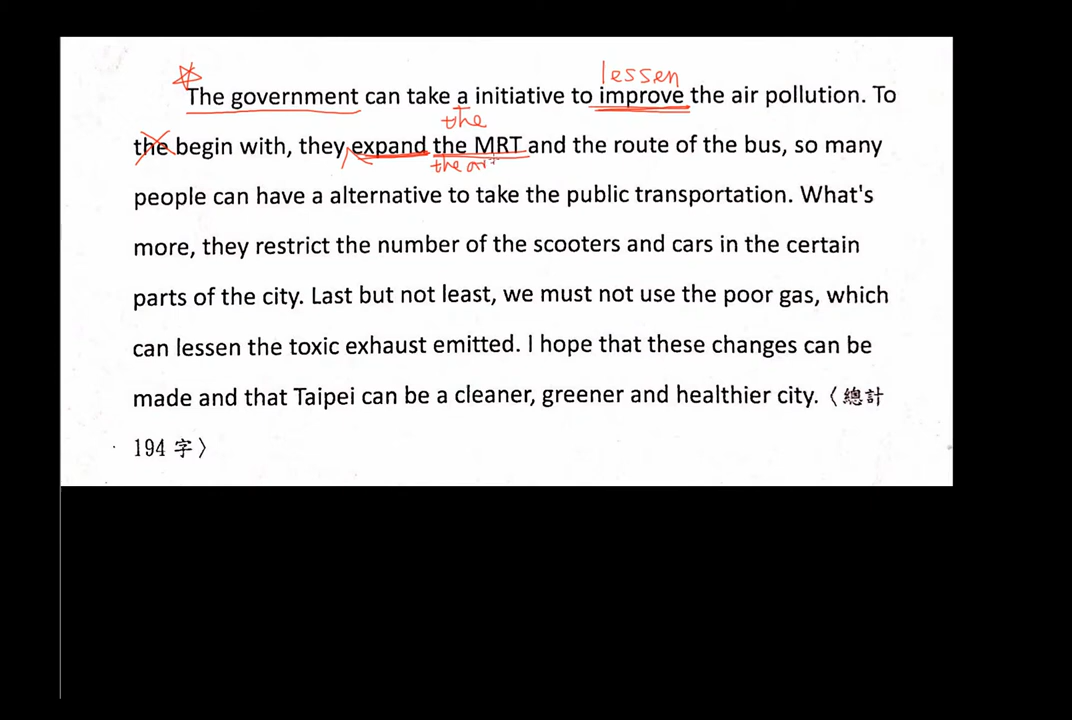 lessen
The government can take a initiative to improve the air pollution. To
the
the begin with, they expand the MRT and the route of the bus, so many
the ar
people can have a alternative to take the public transportation. What's
more, they restrict the number of the scooters and cars in the certain
parts of the city. Last but not least, we must not use the poor gas, which
can lessen the toxic exhaust emitted. I hope that these changes can be
made and that Taipei can be a cleaner, greener and healthier city.〈總計
194 字〉